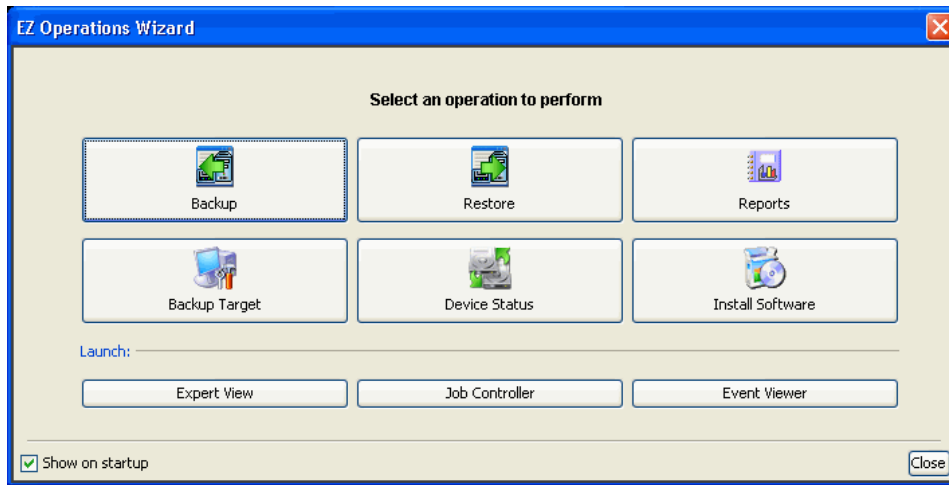 EZ Operations Wizard
Select an operation to perform
Backup Restore Reports
Backup Target Device Status Install Software
Launch:
Expert View Job Controller Event Viewer
Show on startup Close